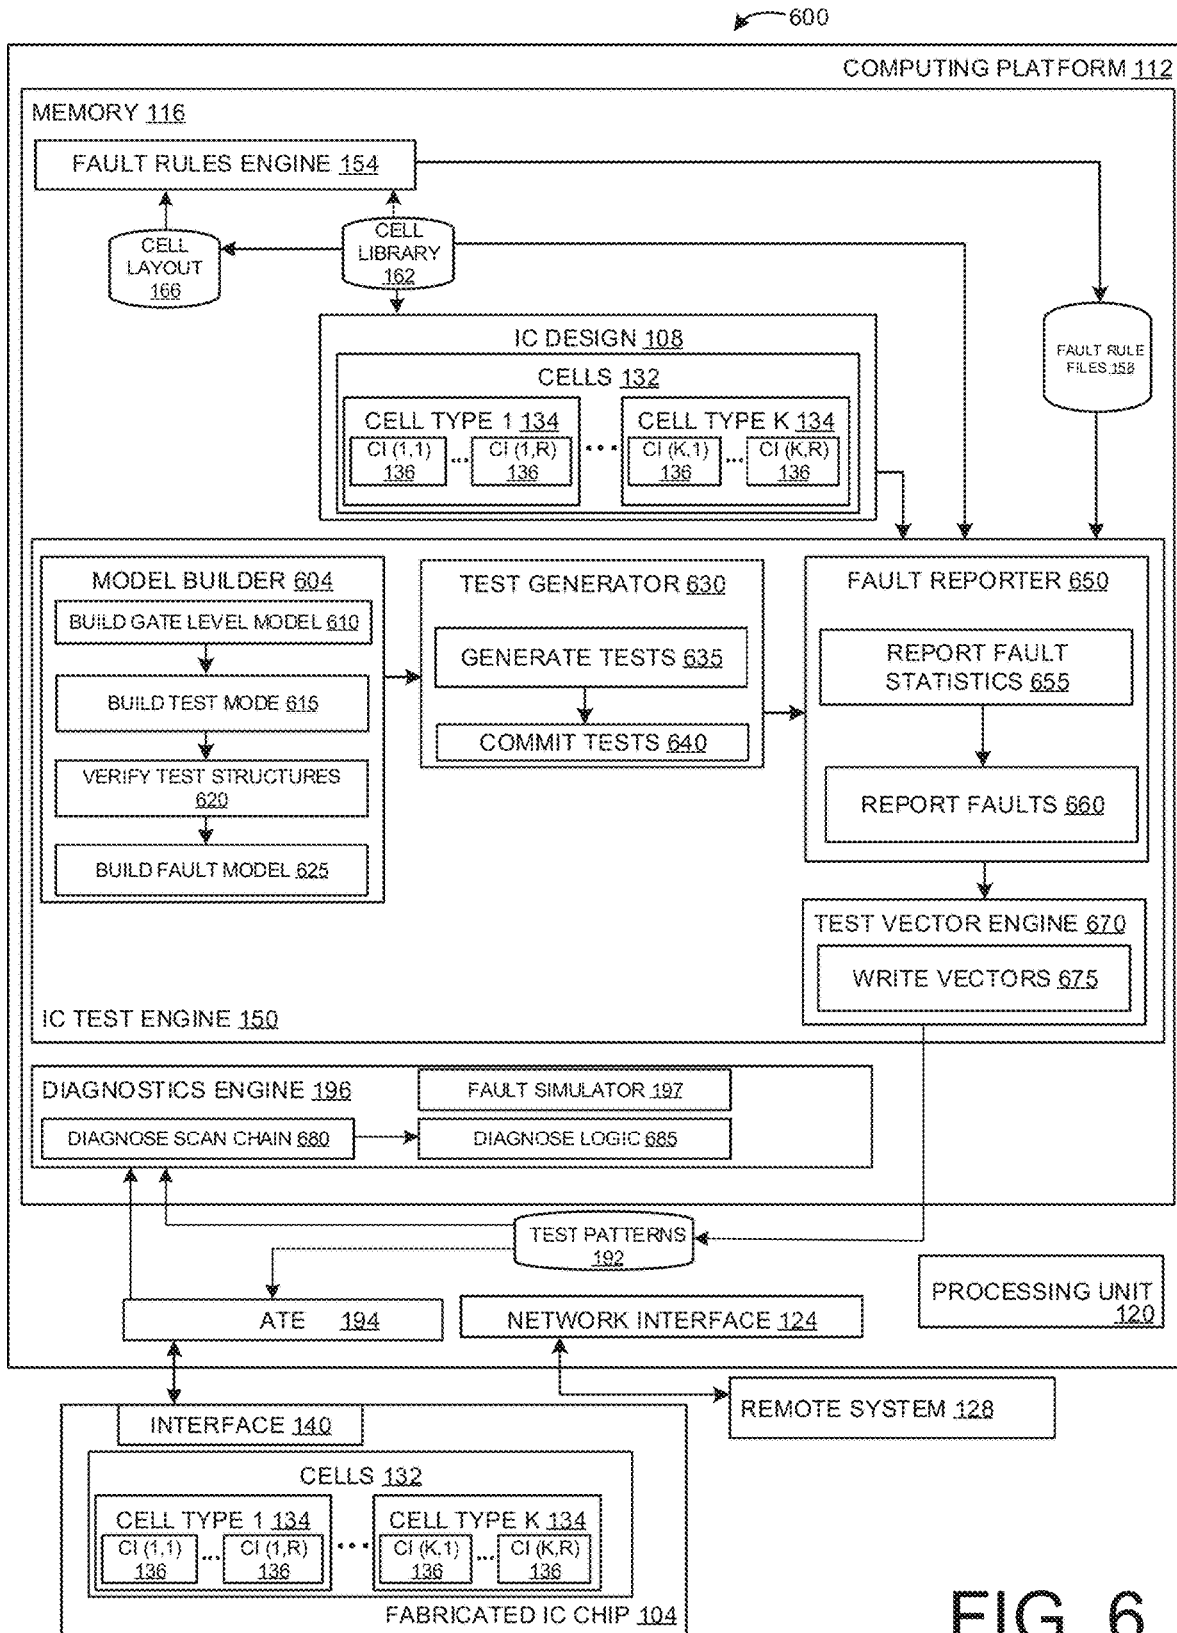 600
COMPUTING PLATFORM 112
MEMORY 116
FAULT RULES ENGINE 154
CELL
LAYOUT
166
CELL
LIBRARY
162
IC DESIGN 108
CELLS 132
CELL TYPE 1 134
CI (1,1)
136
...
CI (1,R)
136
...
CELL TYPE K 134
CI (K,1)
136
...
CI (K,R)
136
FAULT RULE
FILES 158
MODEL BUILDER 604
BUILD GATE LEVEL MODEL 610
BUILD TEST MODE 615
VERIFY TEST STRUCTURES
620
BUILD FAULT MODEL 625
TEST GENERATOR 630
GENERATE TESTS 635
COMMIT TESTS 640
FAULT REPORTER 650
REPORT FAULT
STATISTICS 655
REPORT FAULTS 660
TEST VECTOR ENGINE 670
WRITE VECTORS 675
IC TEST ENGINE 150
DIAGNOSTICS ENGINE 196
FAULT SIMULATOR 197
DIAGNOSE SCAN CHAIN 680
DIAGNOSE LOGIC 685
TEST PATTERNS
192
PROCESSING UNIT
120
ATE 194
NETWORK INTERFACE 124
REMOTE SYSTEM 128
INTERFACE 140
CELLS 132
CELL TYPE 1 134
CI (1,1)
136
...
CI (1,R)
136
...
CELL TYPE K 134
CI (K,1)
136
...
CI (K,R)
136
FABRICATED IC CHIP 104
FIG. 6